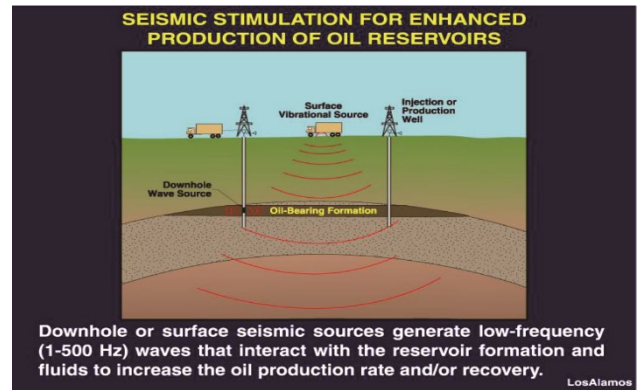 SEISMIC STIMULATION FOR ENHANCED
PRODUCTION OF OIL RESERVOIRS
Surface
Vibrational Source
Injection or
Production
Well
Downhole
Wave Source
Oil-Bearing Formation
Downhole or surface seismic sources generate low-frequency
(1-500 Hz) waves that interact with the reservoir formation and
fluids to increase the oil production rate and/or recovery.
LosAlamos